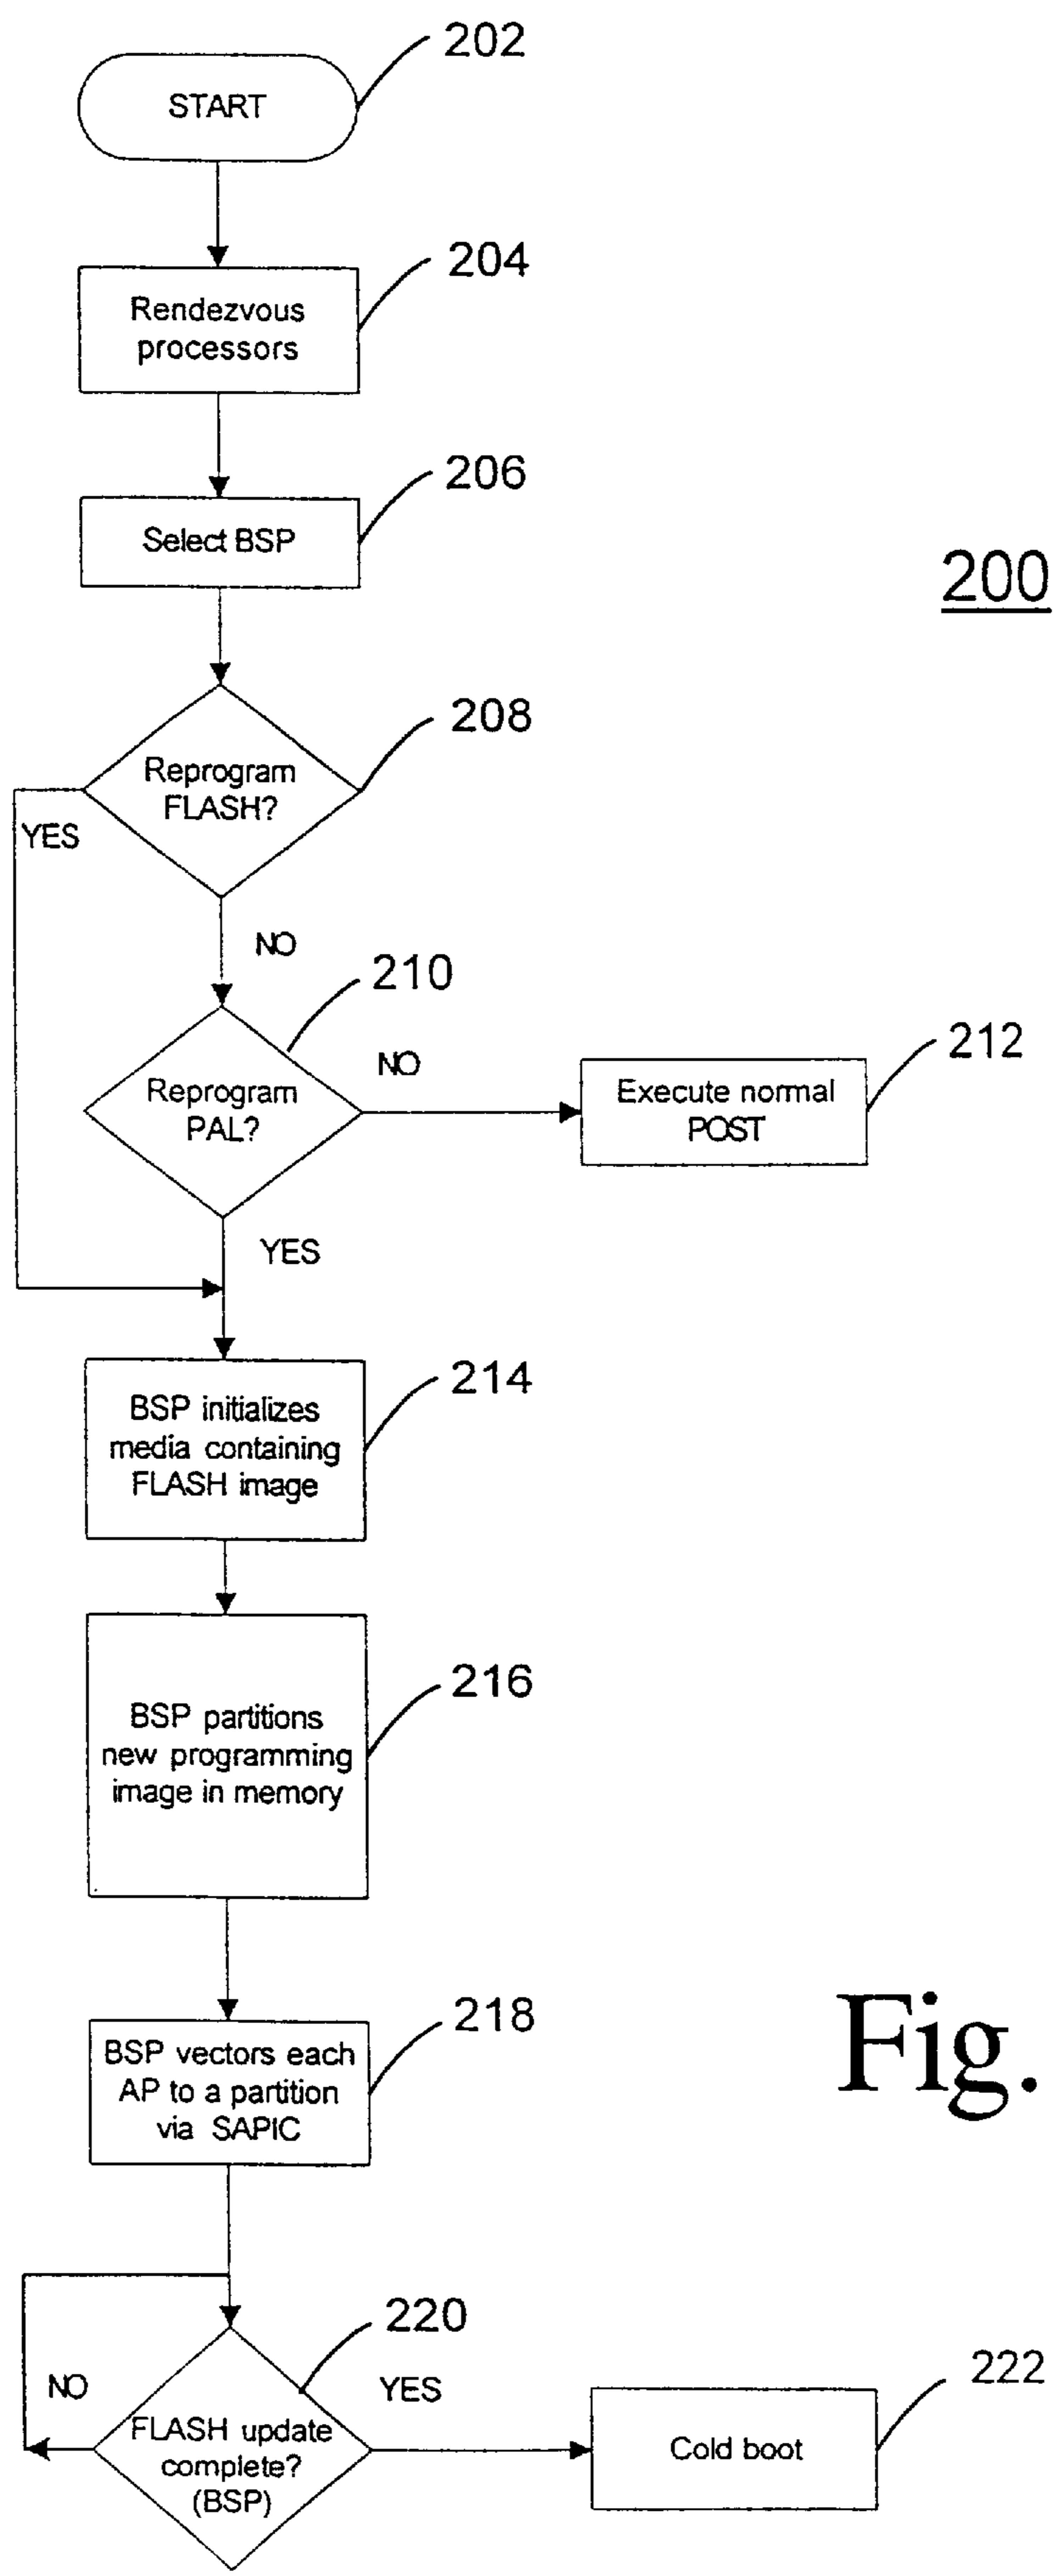 202
START
204
Rendezvous
processors
206
Select BSP
200
208
Reprogram
FLASH?
YES
NO
210
NO
212
Reprogram
PAL?
Execute normal
POST
YES
214
BSP initializes
media containing
FLASH image
216
BSP partitions
new programming
image in memory
218
BSP vectors each
AP to a partition
via SAPIC
Fig.
220
NO
YES
222
FLASH update
complete?
(BSP)
Cold boot